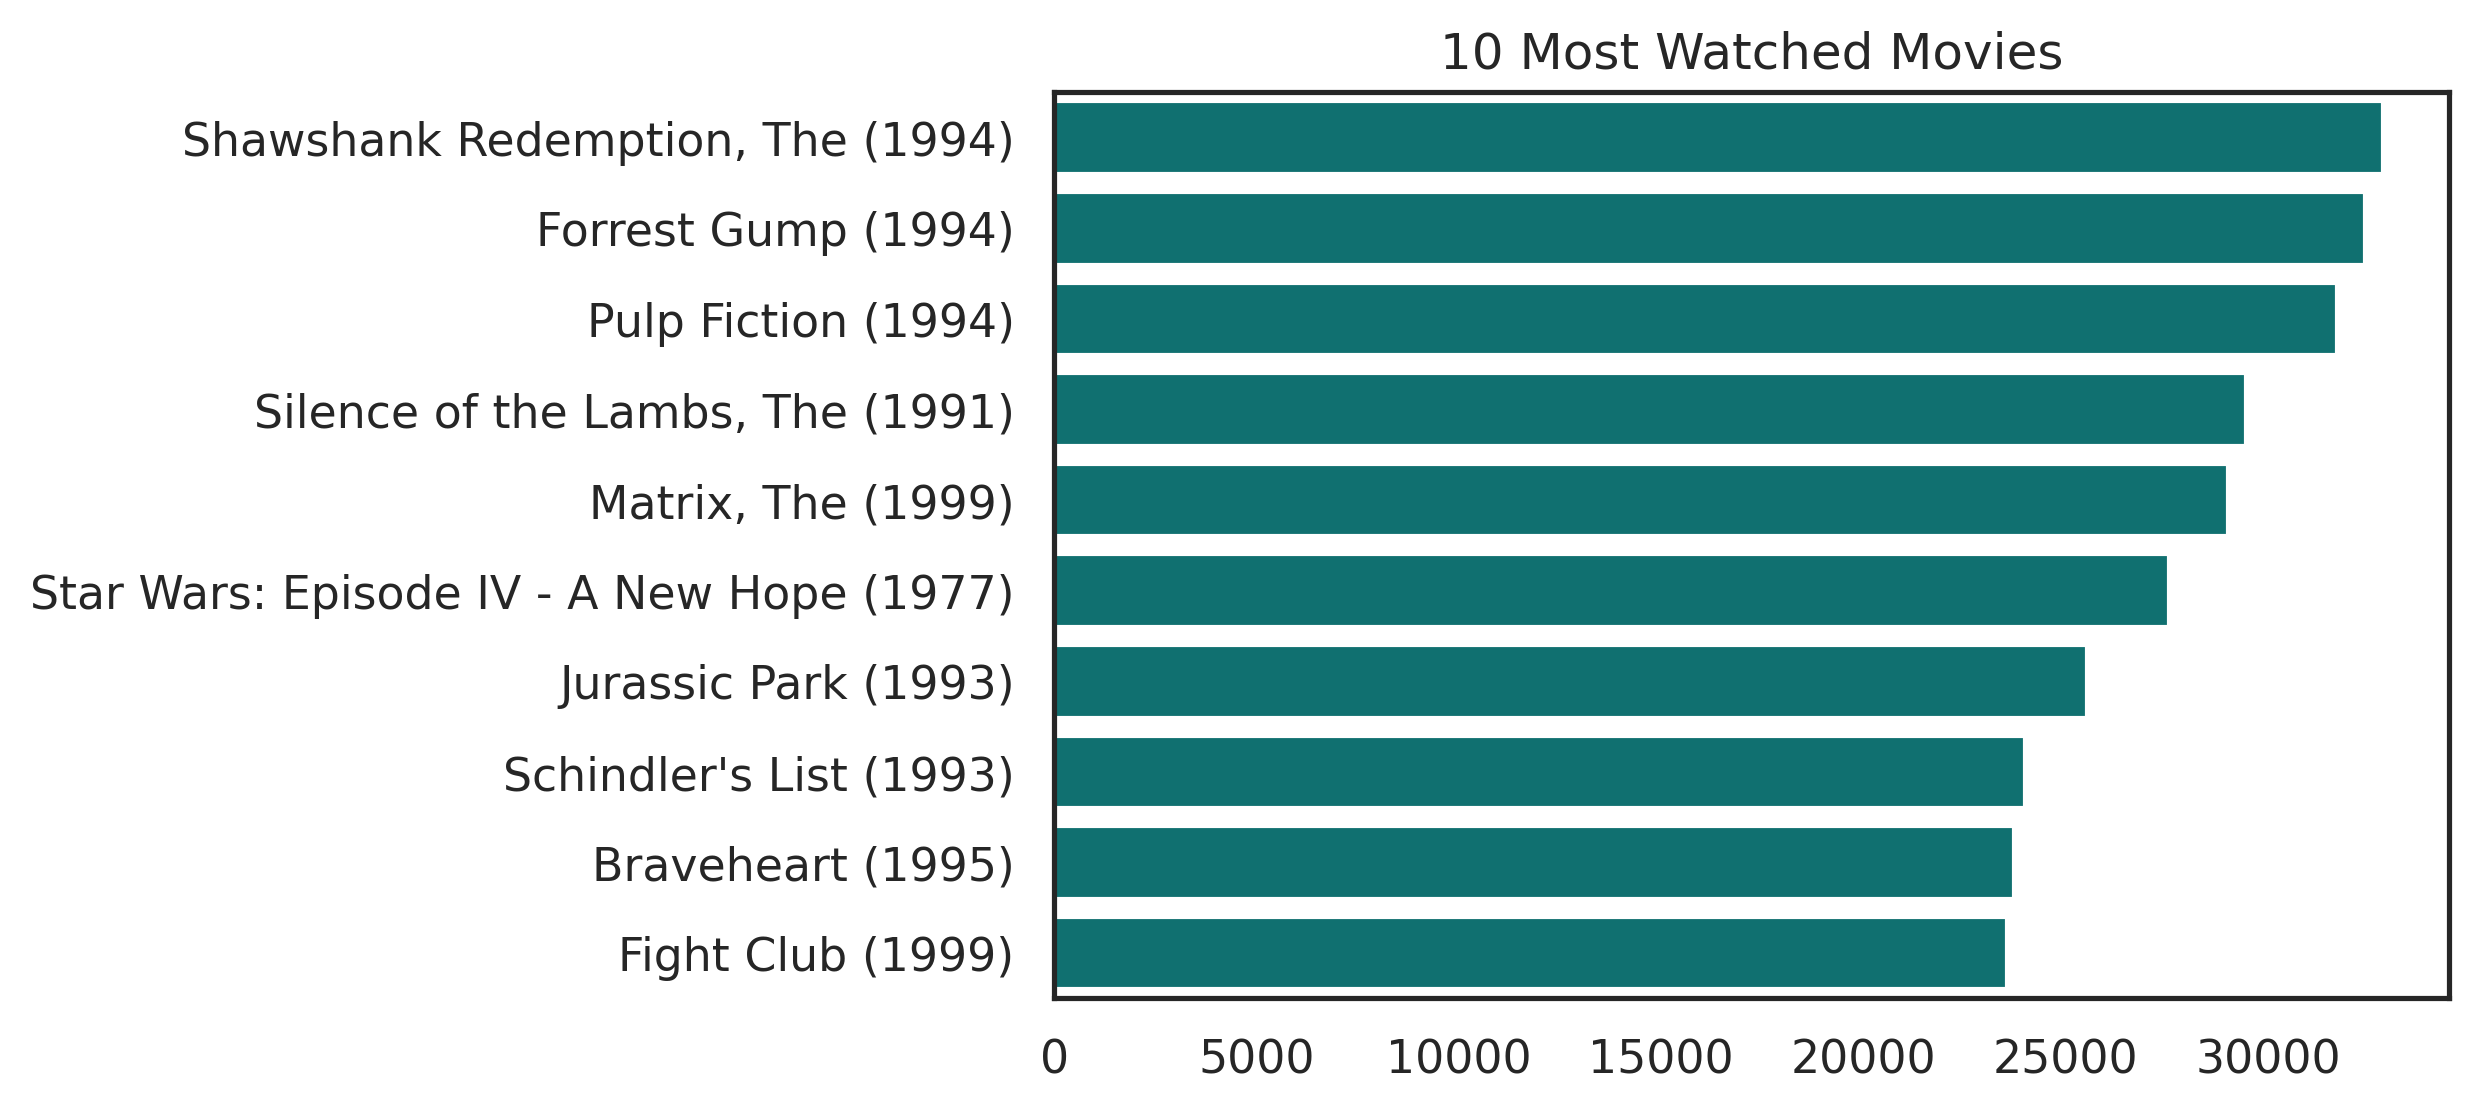 10 Most Watched Movies
Shawshank Redemption, The (1994)
Forrest Gump (1994)
Pulp Fiction (1994)
Silence of the Lambs, The (1991)
Matrix, The (1999)
Star Wars: Episode IV - A New Hope (1977)
Jurassic Park (1993)
Schindler's List (1993)
Braveheart (1995)
Fight Club (1999)
0 5000 10000 15000 20000 25000 30000